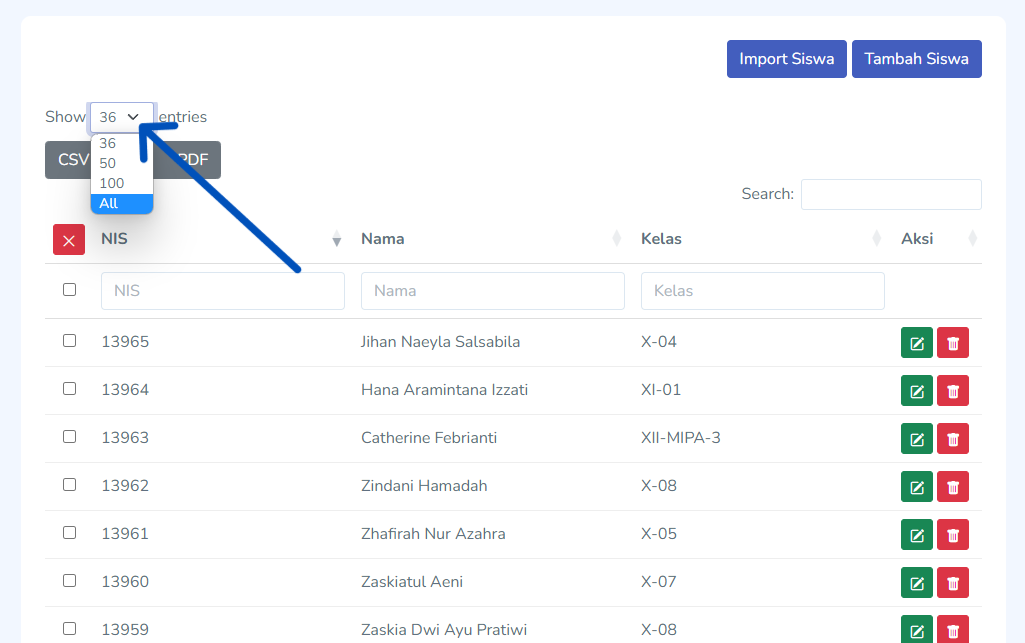 Import Siswa Tambah Siswa
Show 36 entries
36
50
100
All
CSV PDF
Search:
NIS Nama Kelas Aksi
NIS Nama Kelas
13965 Jihan Naeyla Salsabila X-04
13964 Hana Aramintana Izzati XI-01
13963 Catherine Febrianti XII-MIPA-3
13962 Zindani Hamadah X-08
13961 Zhafirah Nur Azahra X-05
13960 Zaskiatul Aeni X-07
13959 Zaskia Dwi Ayu Pratiwi X-08